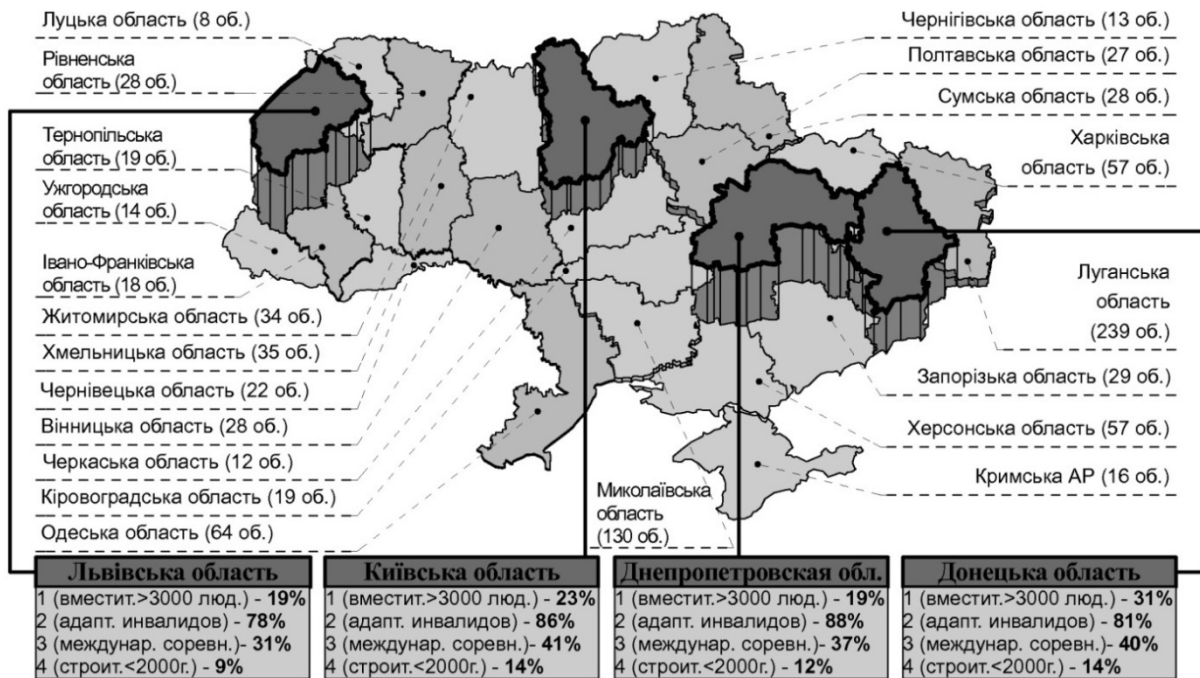 Луцька область (8 об.)
Рівненська
область (28 об.)
Тернопільська
область (19 об.)
Ужгородська
область (14 об.)
Івано-Франківська
область (18 об.)
Житомирська область (34 об.)
Хмельницька область (35 об.)
Чернівецька область (22 об.)
Вінницька область (28 об.)
Черкаська область (12 об.)
Кіровоградська область (19 об.)
Одеська область (64 об.)
Чернігівська область (13 об.)
Полтавська область (27 об.)
Сумська область (28 об.)
Харківська
область (57 об.)
Луганська
область
(239 об.)
Запорізька область (29 об.)
Херсонська область (57 об.)
Кримська АР (16 об.)
Миколаївська
область
(130 об.)
Львівська область
1 (вместит.>3000 люд.) - 19%
2 (адапт. инвалидов) - 78%
3 (междунар. соревн.)- 31%
4 (строит.<2000г.) - 9%
Київська область
1 (вместит.>3000 люд.) - 23%
2 (адапт. инвалидов) - 86%
3 (междунар. соревн.)- 41%
4 (строит.<2000г.) - 14%
Днепропетровская обл.
1 (вместит.>3000 люд.) - 19%
2 (адапт. инвалидов) - 88%
3 (междунар. соревн.)- 37%
4 (строит.<2000г.) - 12%
Донецька область
1 (вместит.>3000 люд.) - 31%
2 (адапт. инвалидов) - 81%
3 (междунар. соревн.)- 40%
4 (строит.<2000г.) - 14%